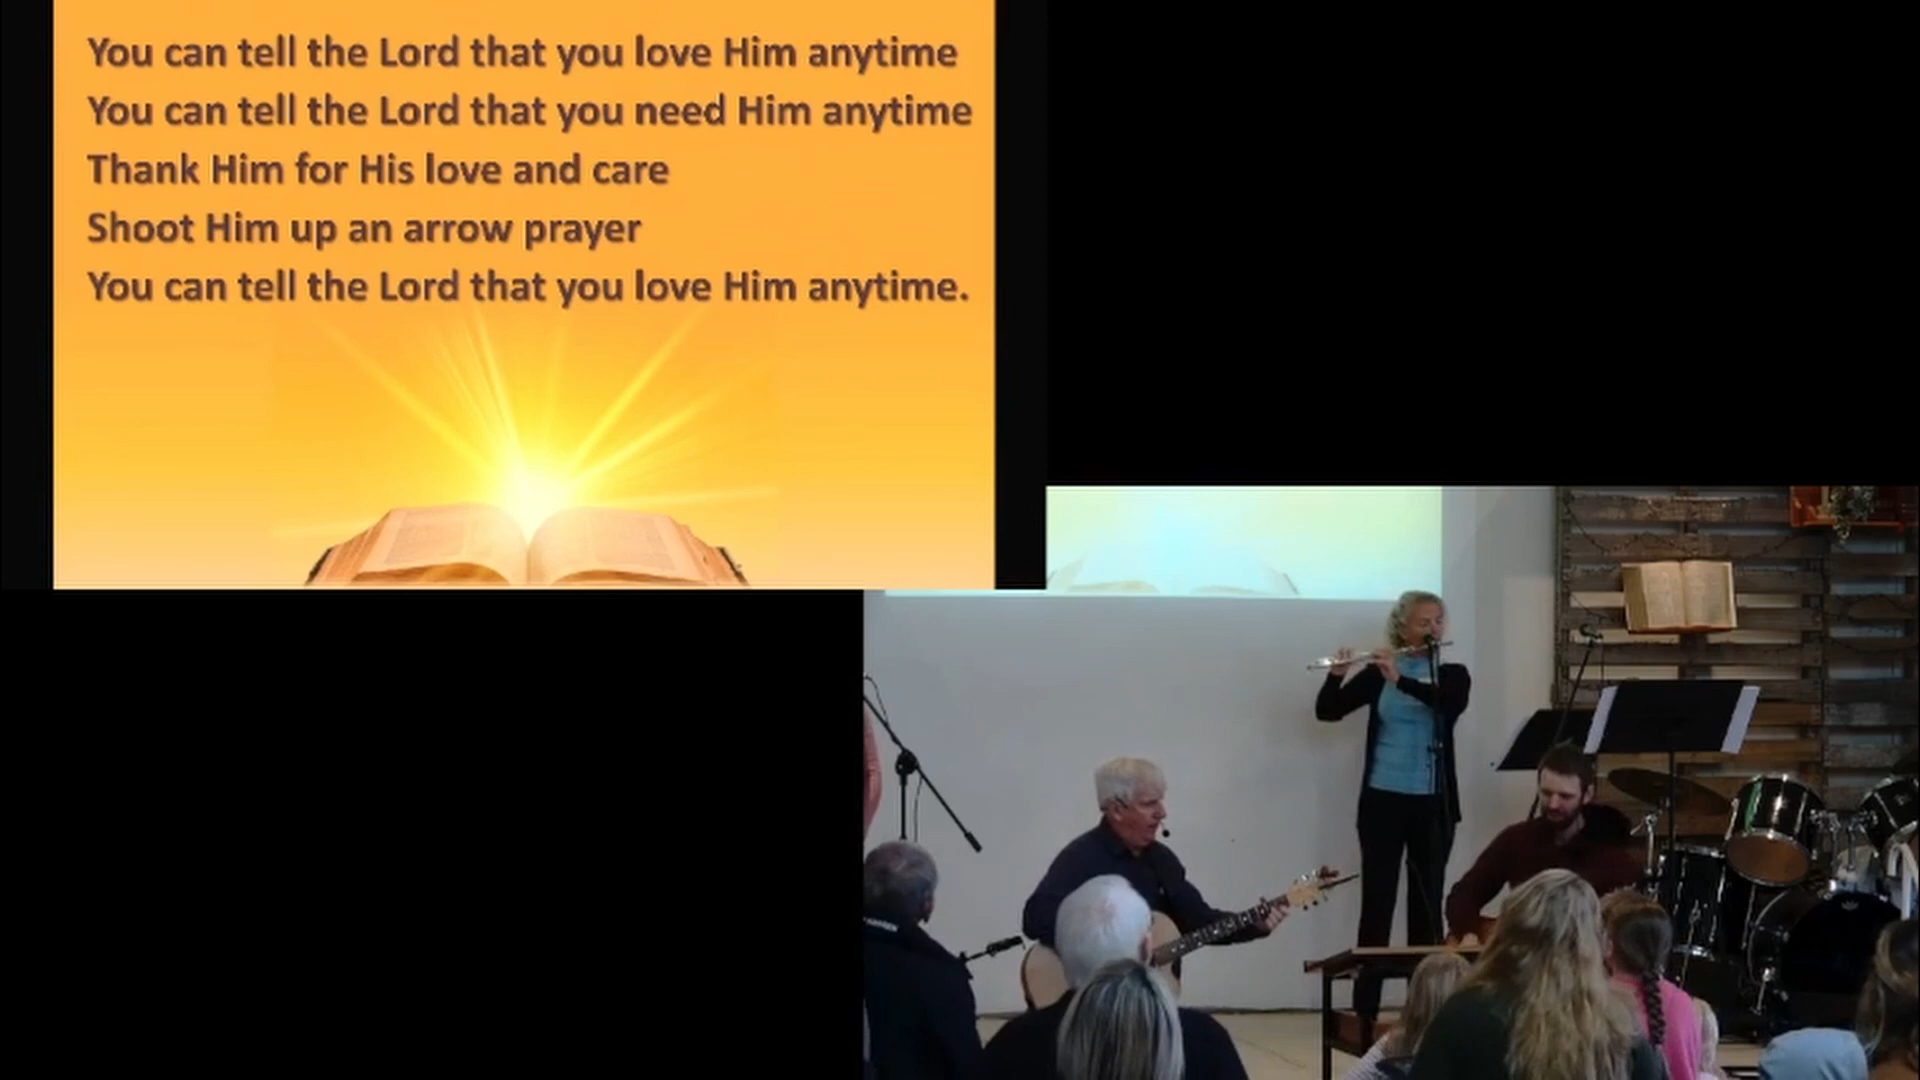 You can tell the Lord that you love Him anytime
You can tell the Lord that you need Him anytime
Thank Him for His love and care
Shoot Him up an arrow prayer
You can tell the Lord that you love Him anytime.